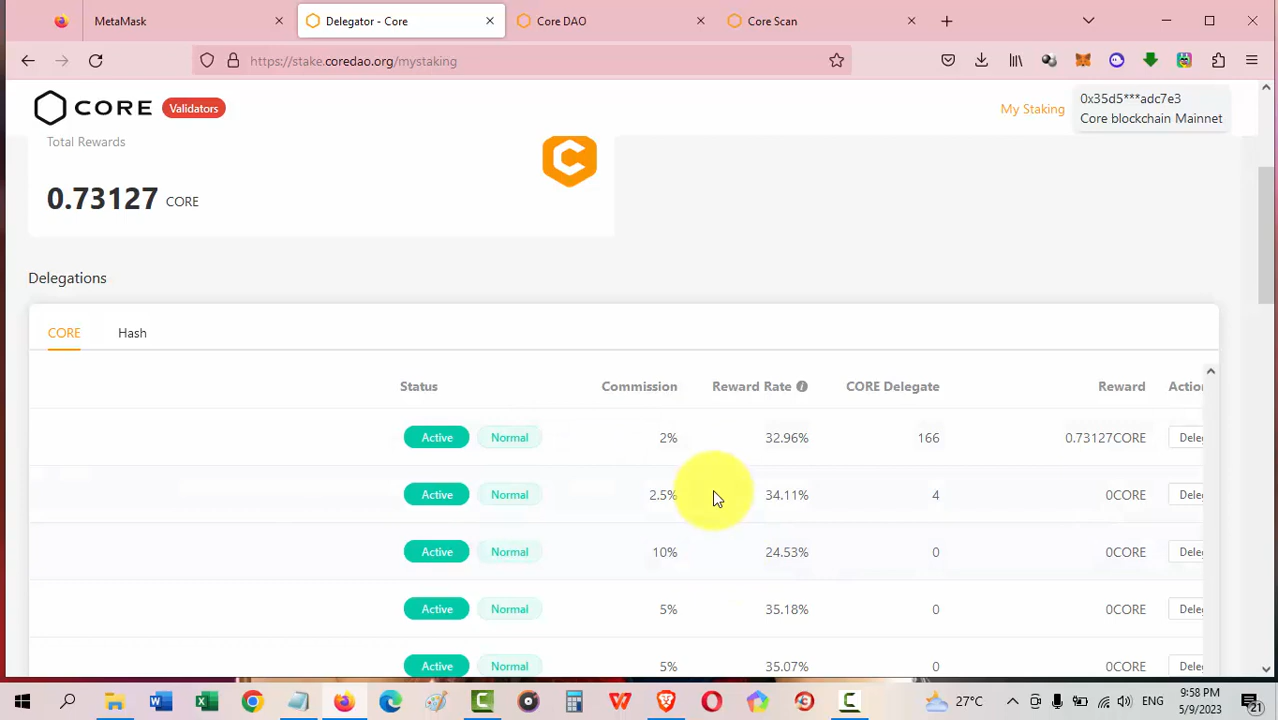 MetaMask
Delegator - Core
Core DAO
Core Scan
https://stake.coredao.org/mystaking
CORE Validators
My Staking
0x35d5***adc7e3
Core blockchain Mainnet
Total Rewards
0.73127 CORE
Delegations
CORE Hash
Status Commission Reward Rate CORE Delegate Reward Actio
Active Normal 2% 32.96% 166 0.73127CORE Dele
Active Normal 2.5% 34.11% 4 0CORE Dele
Active Normal 10% 24.53% 0 0CORE Dele
Active Normal 5% 35.18% 0 0CORE Dele
Active Normal 5% 35.07% 0 0CORE Dele
27°C ENG 9:58 PM
5/9/2023
21